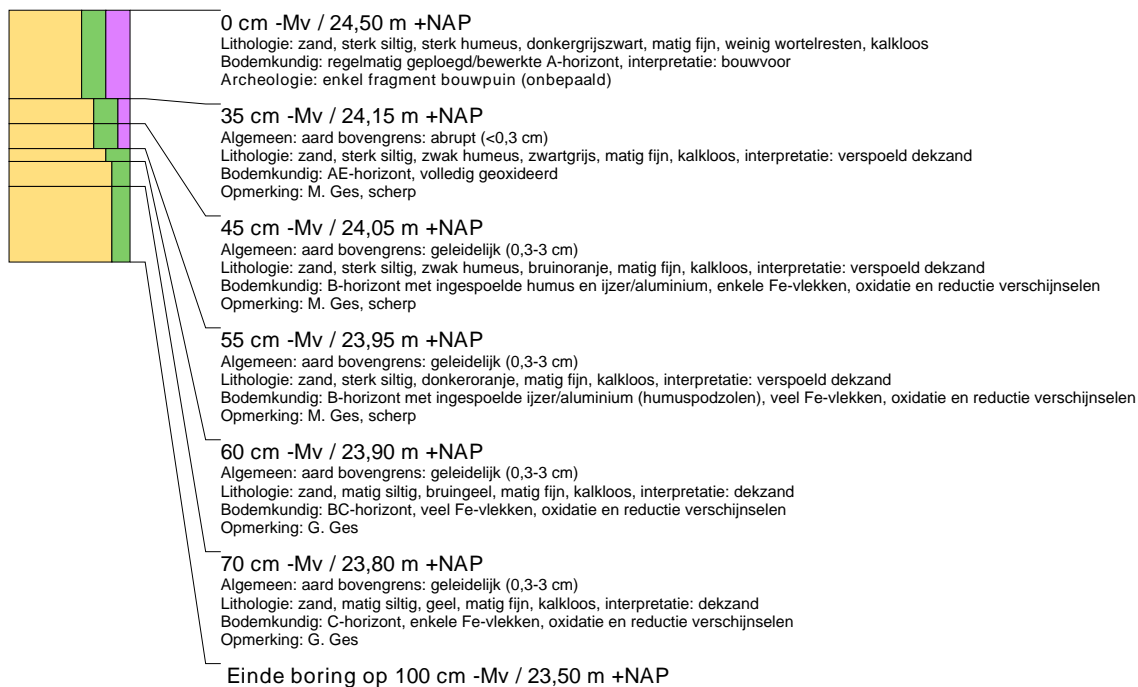 0 cm -Mv / 24,50 m +NAP
Lithologie: zand, sterk siltig, sterk humeus, donkergrijszwart, matig fijn, weinig wortelresten, kalkloos
Bodemkundig: regelmatig geploegd/bewerkte A-horizont, interpretatie: bouwvoor
Archeologie: enkel fragment bouwpuin (onbepaald)
35 cm -Mv / 24,15 m +NAP
Algemeen: aard bovengrens: abrupt (<0,3 cm)
Lithologie: zand, sterk siltig, zwak humeus, zwartgrijs, matig fijn, kalkloos, interpretatie: verspoeld dekzand
Bodemkundig: AE-horizont, volledig geoxideerd
Opmerking: M. Ges, scherp
45 cm -Mv / 24,05 m +NAP
Algemeen: aard bovengrens: geleidelijk (0,3-3 cm)
Lithologie: zand, sterk siltig, zwak humeus, bruinoranje, matig fijn, kalkloos, interpretatie: verspoeld dekzand
Bodemkundig: B-horizont met ingespoelde humus en ijzer/aluminium, enkele Fe-vlekken, oxidatie en reductie verschijnselen
Opmerking: M. Ges, scherp
55 cm -Mv / 23,95 m +NAP
Algemeen: aard bovengrens: geleidelijk (0,3-3 cm)
Lithologie: zand, sterk siltig, donkeroranje, matig fijn, kalkloos, interpretatie: verspoeld dekzand
Bodemkundig: B-horizont met ingespoelde ijzer/aluminium (humuspodzolen), veel Fe-vlekken, oxidatie en reductie verschijnselen
Opmerking: M. Ges, scherp
60 cm -Mv / 23,90 m +NAP
Algemeen: aard bovengrens: geleidelijk (0,3-3 cm)
Lithologie: zand, matig siltig, bruingeel, matig fijn, kalkloos, interpretatie: dekzand
Bodemkundig: BC-horizont, veel Fe-vlekken, oxidatie en reductie verschijnselen
Opmerking: G. Ges
70 cm -Mv / 23,80 m +NAP
Algemeen: aard bovengrens: geleidelijk (0,3-3 cm)
Lithologie: zand, matig siltig, geel, matig fijn, kalkloos, interpretatie: dekzand
Bodemkundig: C-horizont, enkele Fe-vlekken, oxidatie en reductie verschijnselen
Opmerking: G. Ges
Einde boring op 100 cm -Mv / 23,50 m +NAP